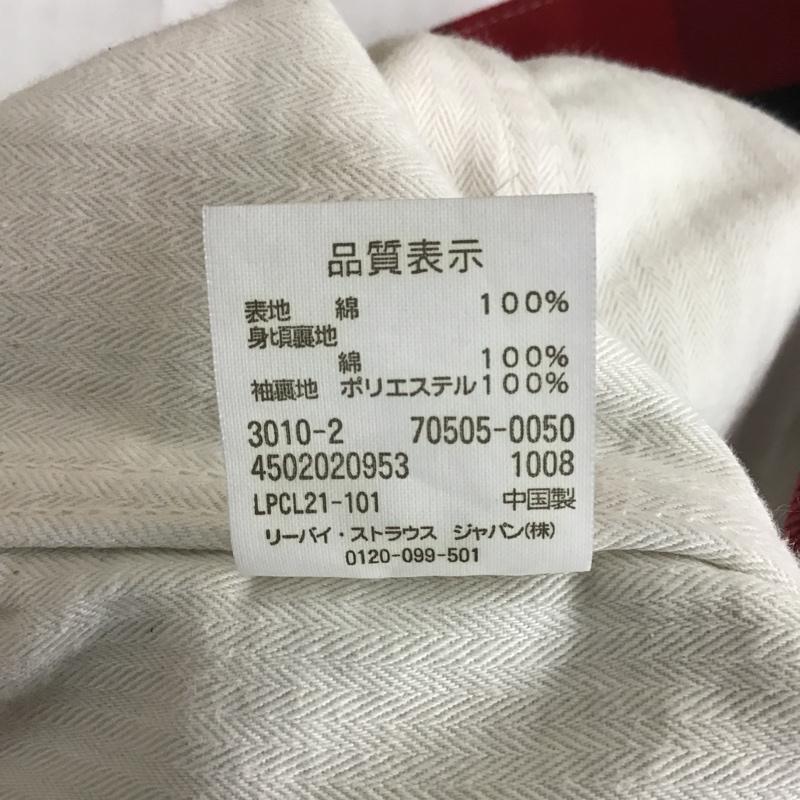 品質表示
表地 綿 100%
身頃裏地
綿 100%
袖裏地 ポリエステル100%
3010-2 70505-0050
4502020953 1008
LPCL21-101 中国製
リーバイ・ストラウス ジャパン(株)
0120-099-501